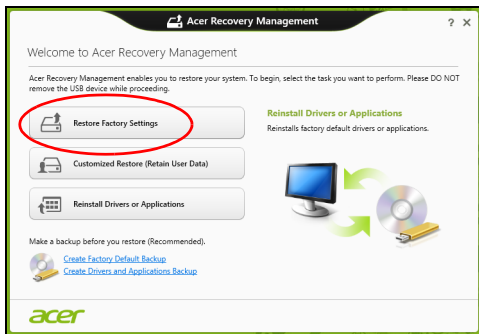 Acer Recovery Management
? X
Welcome to Acer Recovery Management
Acer Recovery Management enables you to restore your system. To begin, select the task you want to perform. Please DO NOT
remove the USB device while proceeding.
Restore Factory Settings
Reinstall Drivers or Applications
Reinstalls factory default drivers or applications.
Customized Restore (Retain User Data)
Reinstall Drivers or Applications
Make a backup before you restore (Recommended).
Create Factory Default Backup
Create Drivers and Applications Backup
acer